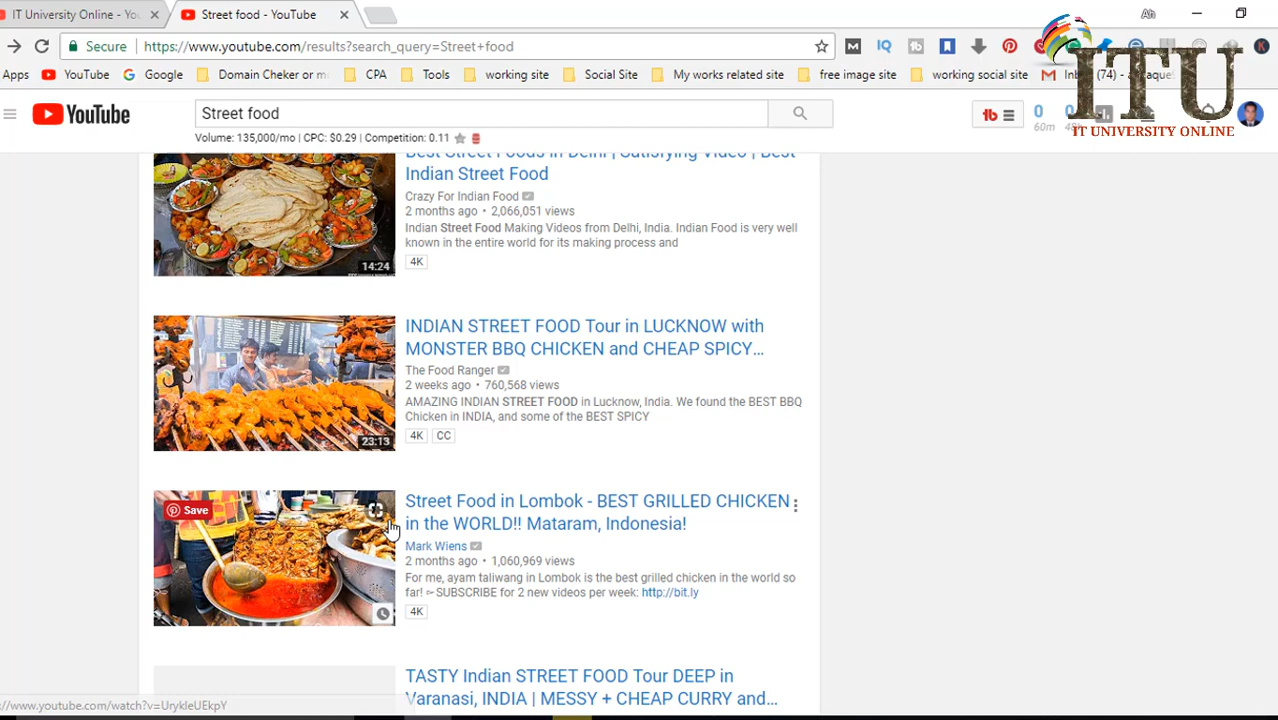 IT University Online - You
Street food - YouTube
Ah
Secure
https://www.youtube.com/results?search_query=Street+food
Apps
YouTube
Google
Domain Cheker or m
CPA
Tools
working site
Social Site
My works related site
free image site
working social site
ITU
IT UNIVERSITY ONLINE
YouTube
Street food
Volume: 135,000/mo | CPC: $0.29 | Competition: 0.11
0
60m
Best Street Foods in Delhi | Satisfying Video | Best
Indian Street Food
Crazy For Indian Food
2 months ago • 2,066,051 views
Indian Street Food Making Videos from Delhi, India. Indian Food is very well
known in the entire world for its making process and
4K
14:24
INDIAN STREET FOOD Tour in LUCKNOW with
MONSTER BBQ CHICKEN and CHEAP SPICY…
The Food Ranger
2 weeks ago • 760,568 views
AMAZING INDIAN STREET FOOD in Lucknow, India. We found the BEST BBQ
Chicken in INDIA, and some of the BEST SPICY
4K CC
23:13
Save
Street Food in Lombok - BEST GRILLED CHICKEN
in the WORLD!! Mataram, Indonesia!
Mark Wiens
2 months ago • 1,060,969 views
For me, ayam taliwang in Lombok is the best grilled chicken in the world so
far! ➳ SUBSCRIBE for 2 new videos per week: http://bit.ly
4K
TASTY Indian STREET FOOD Tour DEEP in
Varanasi, INDIA | MESSY + CHEAP CURRY and…
://www.youtube.com/watch?v=UrykleUEkpY